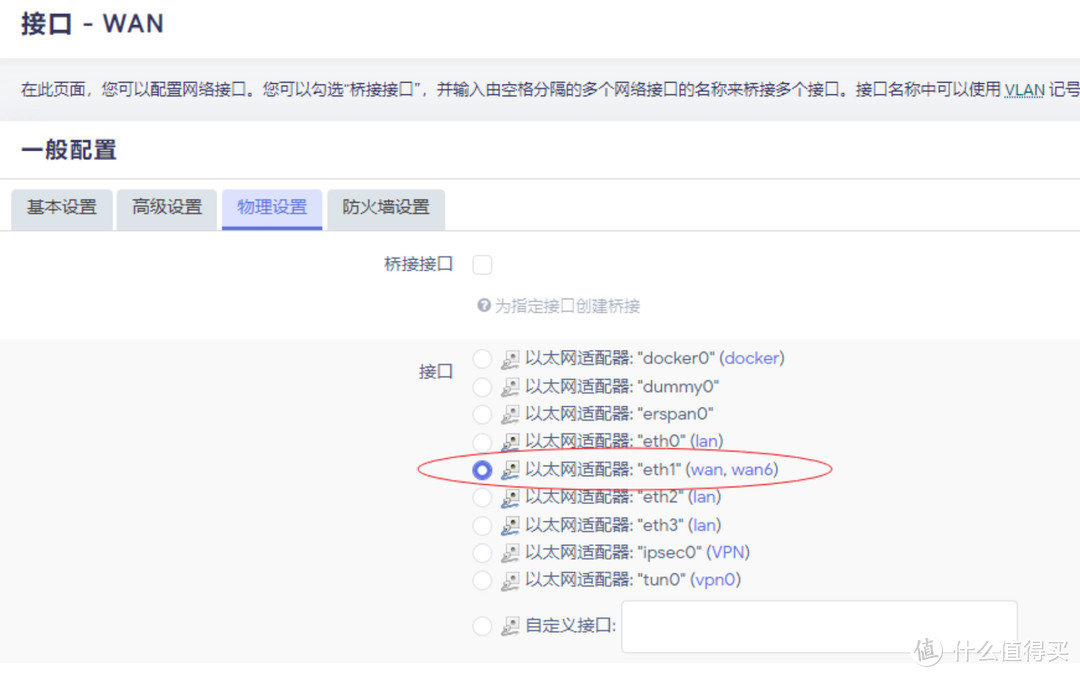 接口 - WAN
在此页面，您可以配置网络接口。您可以勾选“桥接接口”，并输入由空格分隔的多个网络接口的名称来桥接多个接口。接口名称中可以使用 VLAN 记号
一般配置
基本设置 高级设置 物理设置 防火墙设置
桥接接口
为指定接口创建桥接
接口
以太网适配器: "docker0" (docker)
以太网适配器: "dummy0"
以太网适配器: "erspan0"
以太网适配器: "eth0" (lan)
以太网适配器: "eth1" (wan, wan6)
以太网适配器: "eth2" (lan)
以太网适配器: "eth3" (lan)
以太网适配器: "ipsec0" (VPN)
以太网适配器: "tun0" (vpn0)
自定义接口:
值 什么值得买